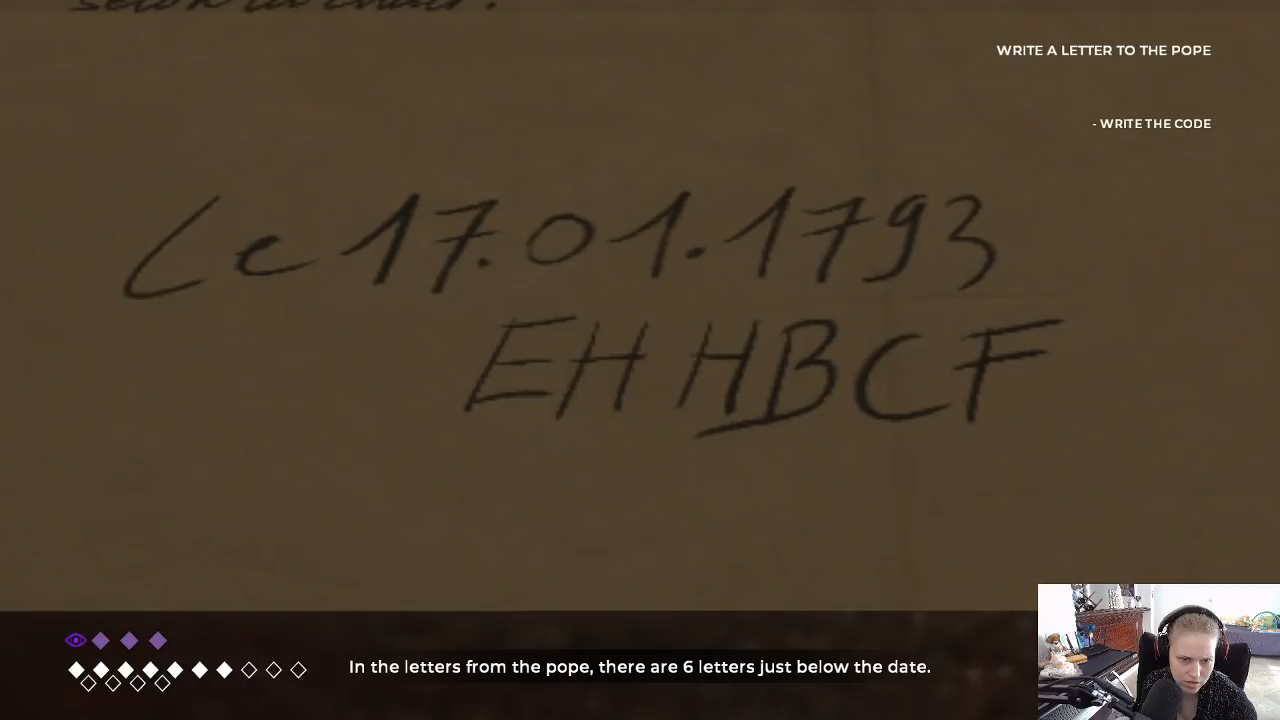 WRITE A LETTER TO THE POPE
- WRITE THE CODE
Le 17.01.1793
EHHBCF
In the letters from the pope, there are 6 letters just below the date.